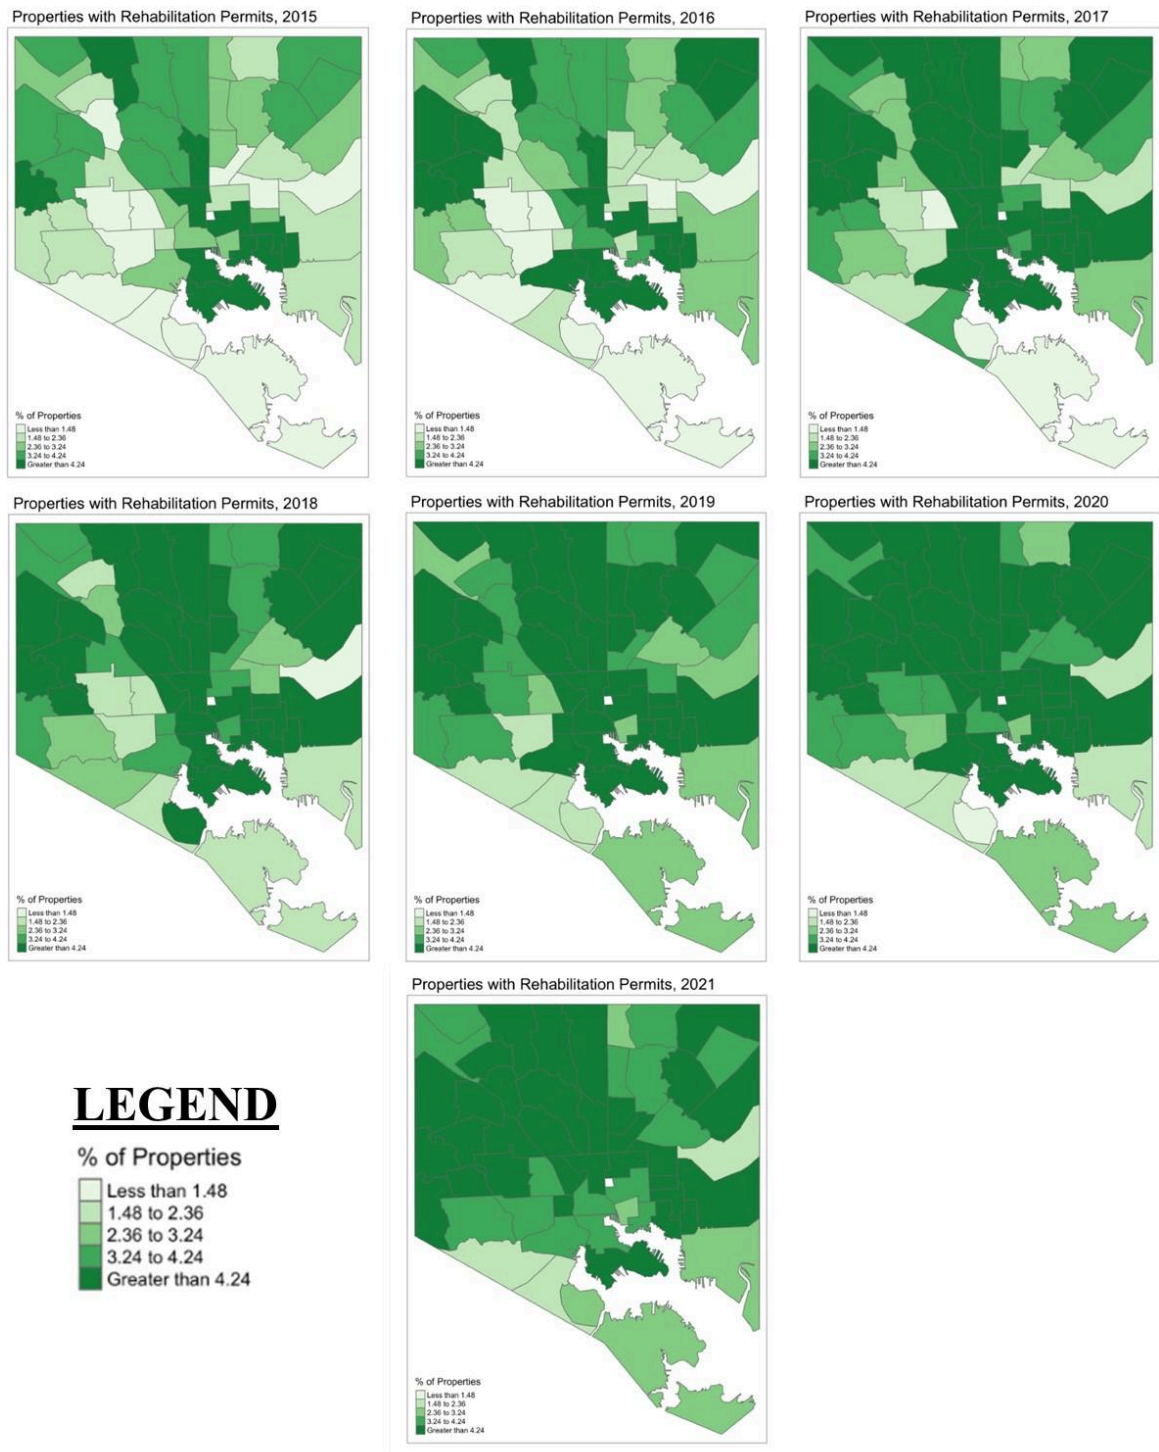 Properties with Rehabilitation Permits, 2015
Properties with Rehabilitation Permits, 2016
Properties with Rehabilitation Permits, 2017
% of Properties
Less than 1.48
1.48 to 2.36
2.36 to 3.24
3.24 to 4.24
Greater than 4.24
% of Properties
Less than 1.48
1.48 to 2.36
2.36 to 3.24
3.24 to 4.24
Greater than 4.24
% of Properties
Less than 1.48
1.48 to 2.36
2.36 to 3.24
3.24 to 4.24
Greater than 4.24
Properties with Rehabilitation Permits, 2018
Properties with Rehabilitation Permits, 2019
Properties with Rehabilitation Permits, 2020
% of Properties
Less than 1.48
1.48 to 2.36
2.36 to 3.24
3.24 to 4.24
Greater than 4.24
% of Properties
Less than 1.48
1.48 to 2.36
2.36 to 3.24
3.24 to 4.24
Greater than 4.24
% of Properties
Less than 1.48
1.48 to 2.36
2.36 to 3.24
3.24 to 4.24
Greater than 4.24
Properties with Rehabilitation Permits, 2021
LEGEND
% of Properties
Less than 1.48
1.48 to 2.36
2.36 to 3.24
3.24 to 4.24
Greater than 4.24
% of Properties
Less than 1.48
1.48 to 2.36
2.36 to 3.24
3.24 to 4.24
Greater than 4.24